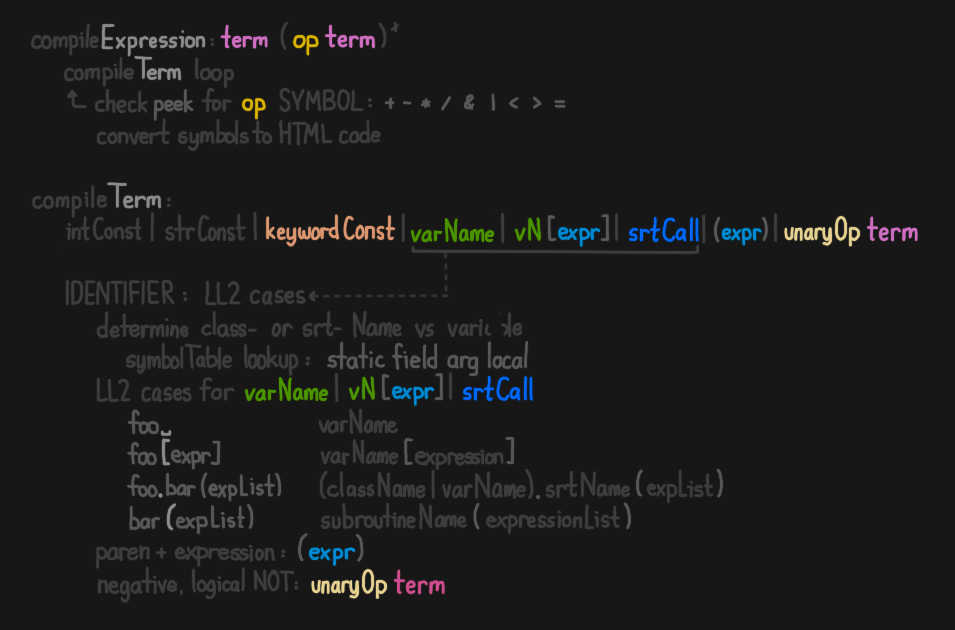 compileExpression: term (op term)*
compileTerm loop
check peek for op SYMBOL: + - * / & | < > =
convert symbols to HTML code
compileTerm:
intConst | strConst | keywordConst | varName | vN[expr] | srtCall | (expr) | unaryOp term
IDENTIFIER: LL2 cases
determine class- or srt- Name vs
symbolTable lookup: static field arg local
LL2 cases for varName | vN[expr] | srtCall
foo␣ varName
foo[expr] varName[expression]
foo.bar(expList) (className|varName).srtName(expList)
bar(expList) subroutineName(expressionList)
paren + expression: (expr)
negative, logical NOT: unaryOp term